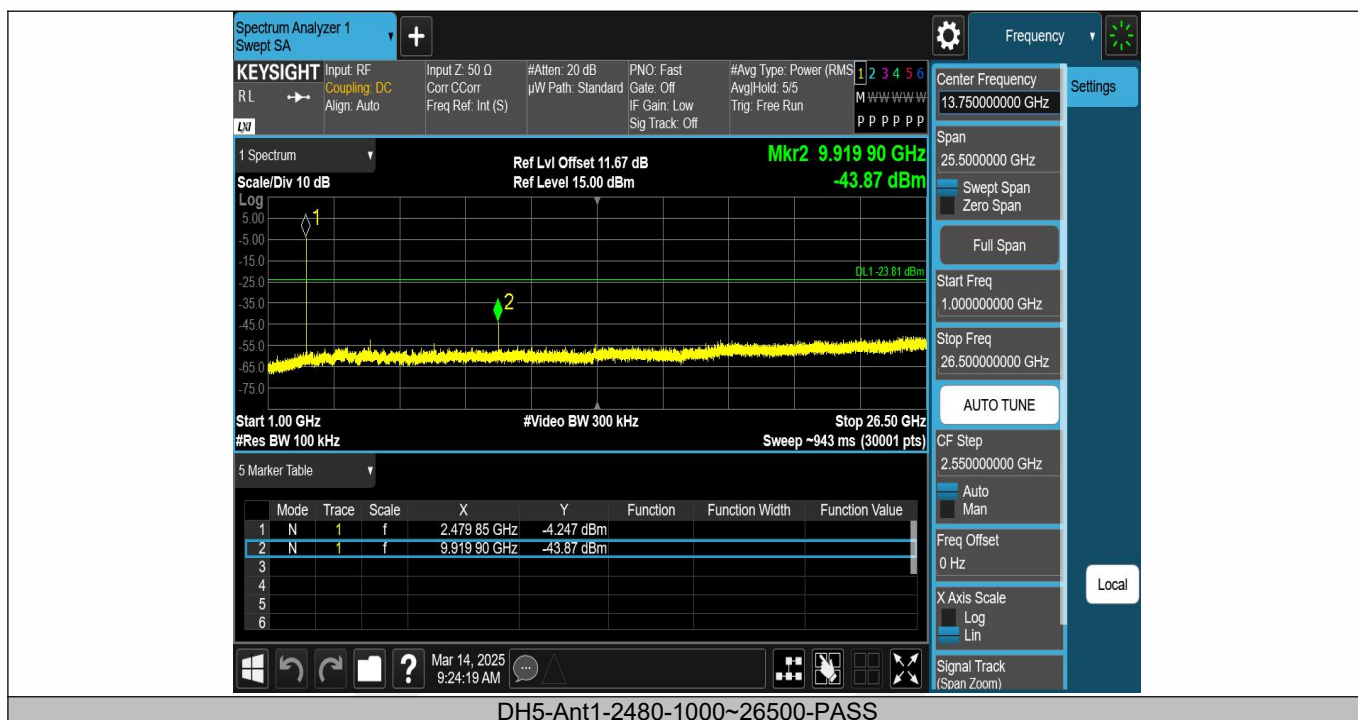 Spectrum Analyzer 1
Swept SA
+
Frequency
KEYSIGHT
RL
LXI
Input: RF
Coupling: DC
Align: Auto
Input Z: 50 Ω
Corr CCorr
Freq Ref: Int (S)
#Atten: 20 dB
µW Path: Standard
PNO: Fast
Gate: Off
IF Gain: Low
Sig Track: Off
#Avg Type: Power (RMS
Avg|Hold: 5/5
Trig: Free Run
1 2 3 4 5 6
M W W W W W
P P P P P P
1 Spectrum
Scale/Div 10 dB
Ref Lvl Offset 11.67 dB
Ref Level 15.00 dBm
Mkr2 9.919 90 GHz
-43.87 dBm
Log
5.00
-5.00
-15.0
-25.0
-35.0
-45.0
-55.0
-65.0
-75.0
1
2
DL1 -23.81 dBm
Start 1.00 GHz
#Video BW 300 kHz
Stop 26.50 GHz
#Res BW 100 kHz
Sweep ~943 ms (30001 pts)
5 Marker Table
Mode Trace Scale X Y Function Function Width Function Value
1 N 1 f 2.479 85 GHz -4.247 dBm
2 N 1 f 9.919 90 GHz -43.87 dBm
3
4
5
6
?
Mar 14, 2025
9:24:19 AM
Center Frequency
13.750000000 GHz
Settings
Span
25.5000000 GHz
Swept Span
Zero Span
Full Span
Start Freq
1.000000000 GHz
Stop Freq
26.500000000 GHz
AUTO TUNE
CF Step
2.550000000 GHz
Auto
Man
Freq Offset
0 Hz
Local
X Axis Scale
Log
Lin
Signal Track
(Span Zoom)
DH5-Ant1-2480-1000~26500-PASS